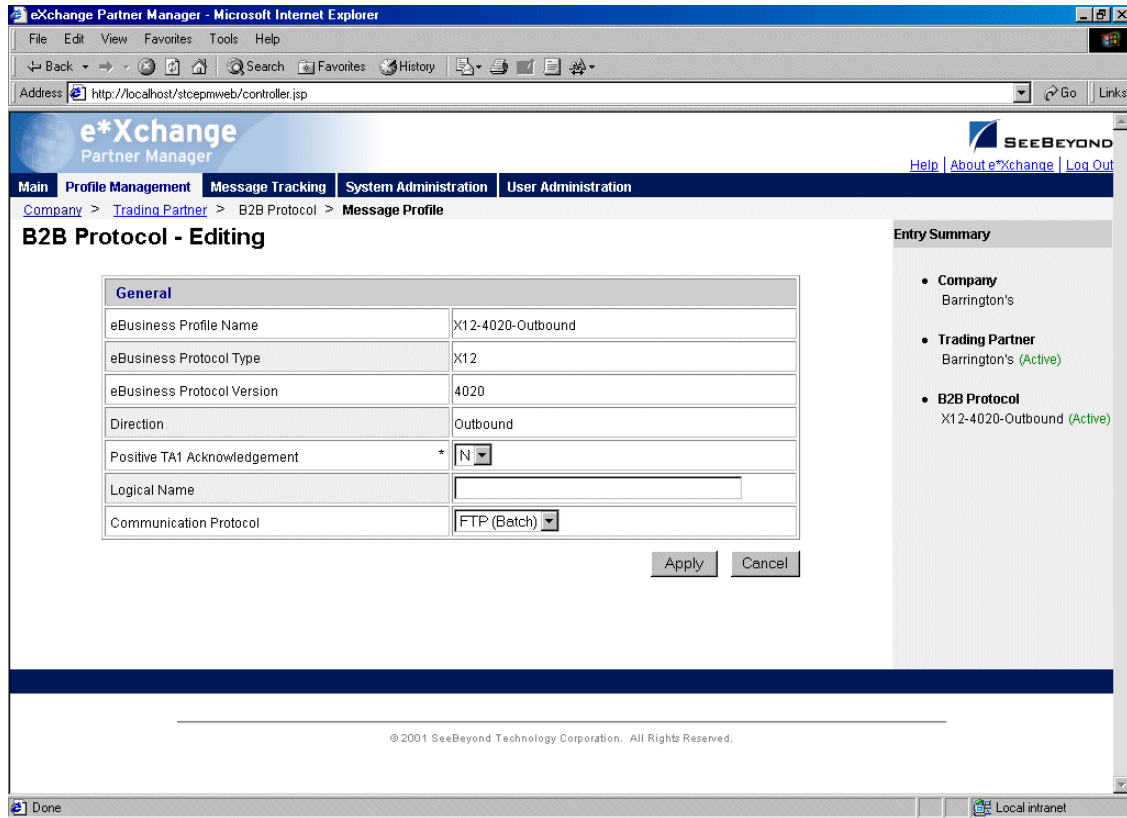 eXchange Partner Manager - Microsoft Internet Explorer
File Edit View Favorites Tools Help
Back Search Favorites History
Address http://localhost/stcepmweb/controller.jsp Go Links
e*Xchange
Partner Manager
SEEBEYOND
Help | About e*Xchange | Log Out
Main Profile Management Message Tracking System Administration User Administration
Company > Trading Partner > B2B Protocol > Message Profile
B2B Protocol - Editing
General
eBusiness Profile Name X12-4020-Outbound
eBusiness Protocol Type X12
eBusiness Protocol Version 4020
Direction Outbound
Positive TA1 Acknowledgement * N
Logical Name
Communication Protocol FTP (Batch)
Apply Cancel
Entry Summary
• Company
Barrington's
• Trading Partner
Barrington's (Active)
• B2B Protocol
X12-4020-Outbound (Active)
© 2001 SeeBeyond Technology Corporation. All Rights Reserved.
Done Local intranet